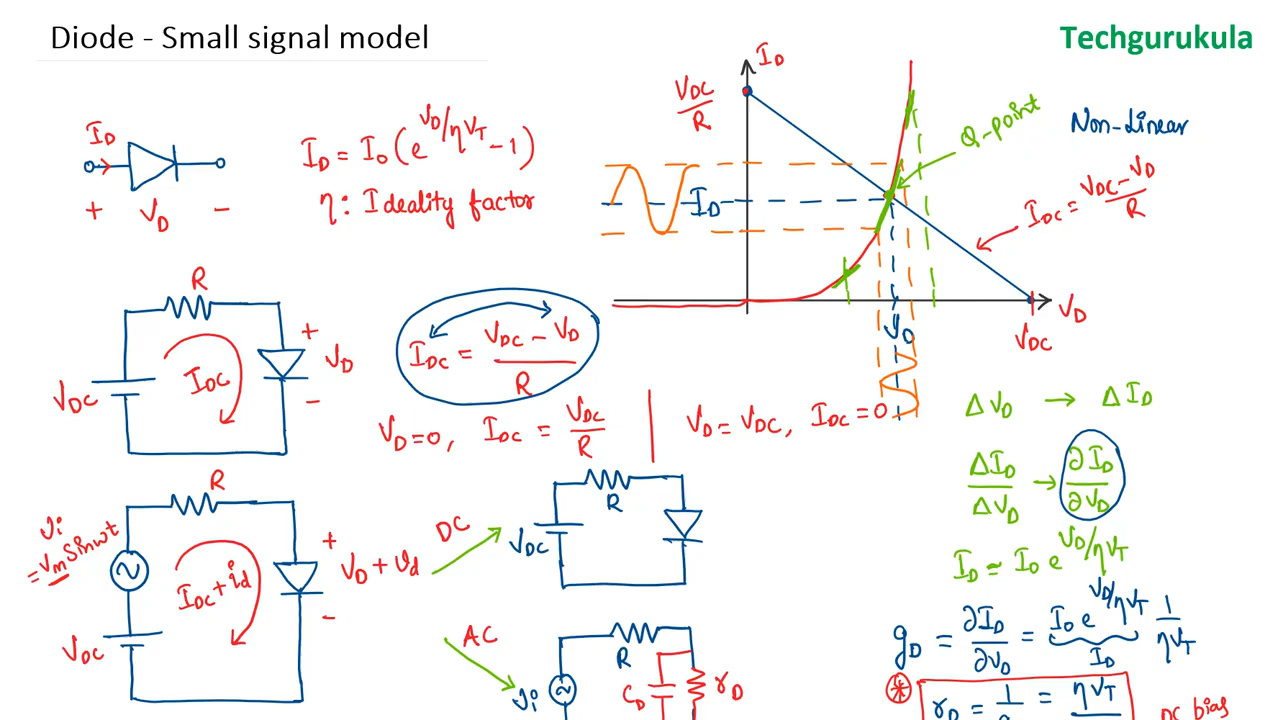 Diode - Small signal model
Techgurukula
I_D
+ V_D -
I_D = I_0 (e^{V_D/ηV_T} - 1)
η: Ideality factor
I_D
V_DC/R
Q-point
Non-Linear
I_D
I_DC = (V_DC - V_D)/R
V_D
V_D
V_DC
R
V_DC
I_DC
+
V_D
-
I_DC = (V_DC - V_D)/R
V_D=0, I_DC = V_DC/R | V_D = V_DC, I_DC = 0
ΔV_D → ΔI_D
ΔI_D/ΔV_D → ∂I_D/∂V_D
I_D ≃ I_0 e^{V_D/ηV_T}
g_D = ∂I_D/∂V_D = I_0 e^{V_D/ηV_T} 1/ηV_T
I_D
R
v_i
= V_m sinωt
V_DC
I_DC + i_d
+
V_D + v_d
-
DC
R
V_DC
AC
R
v_i
C_D
r_D
r_D = 1/ = ηV_T
DC bias